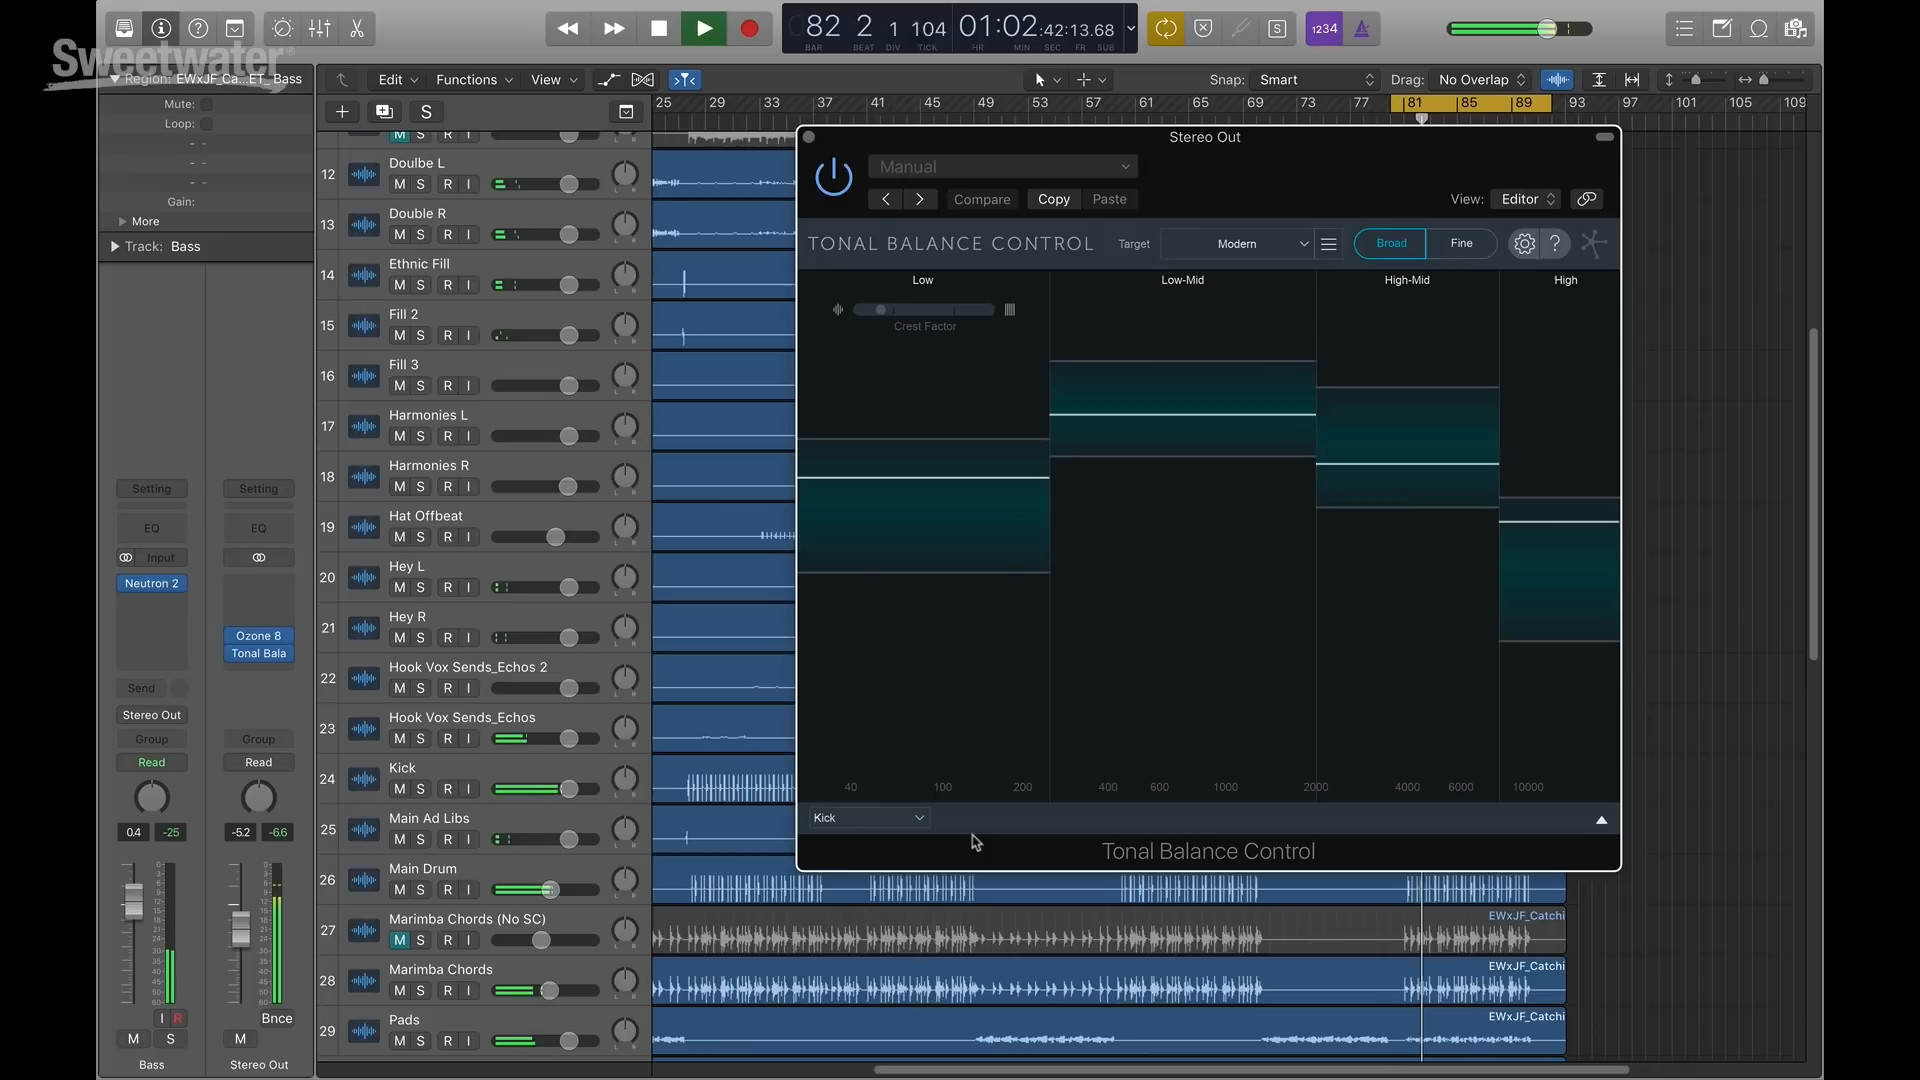 Sweetwater
82 2 1 104 01:02:42:13.68
BAR BEAT DIV TICK HR MIN SEC FR SUB
S
1234
Region: EWxJF_Ca...ET_Bass
Edit Functions View
Snap: Smart
Drag: No Overlap
Mute:
Loop:
Gain:
More
Track: Bass
S
25 29 33 37 41 45 49 53 57 61 65 69 73 77 81 85 89 93 97 101 105 109
M S R I
12 Doulbe L
M S R I
13 Double R
M S R I
14 Ethnic Fill
M S R I
15 Fill 2
M S R I
16 Fill 3
M S R I
17 Harmonies L
M S R I
18 Harmonies R
M S R I
19 Hat Offbeat
M S R I
20 Hey L
M S R I
21 Hey R
M S R I
22 Hook Vox Sends_Echos 2
M S R I
23 Hook Vox Sends_Echos
M S R I
24 Kick
M S R I
25 Main Ad Libs
M S R I
26 Main Drum
M S R I
27 Marimba Chords (No SC)
M S R I
28 Marimba Chords
M S R I
29 Pads
M S R I
EWxJF_Catchi
EWxJF_Catchi
EWxJF_Catchi
Setting Setting
EQ EQ
Input
Neutron 2
Ozone 8
Tonal Bala
Send
Stereo Out
Group Group
Read Read
0.4 -25 -5.2 -6.6
I R Bnce
M S M
Bass Stereo Out
Stereo Out
Manual
Compare Copy Paste
View: Editor
TONAL BALANCE CONTROL
Target Modern
Broad Fine
?
Low Low-Mid High-Mid High
Crest Factor
40 100 200 400 600 1000 2000 4000 6000 10000
Kick
Tonal Balance Control